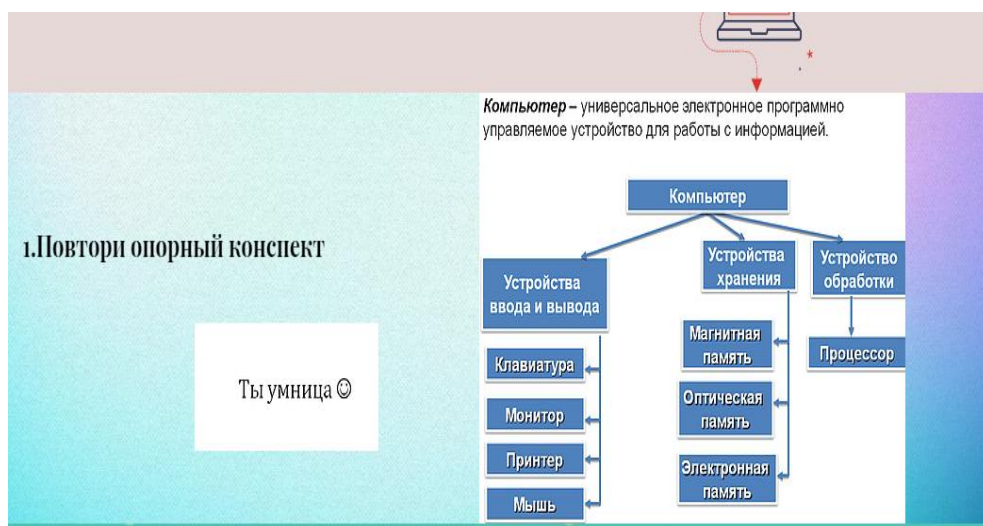 Компьютер – универсальное электронное программно
управляемое устройство для работы с информацией.
1.Повтори опорный конспект
Ты умница ☺
Компьютер
Устройства
ввода и вывода
Клавиатура
Монитор
Принтер
Мышь
Устройства
хранения
Магнитная
память
Оптическая
память
Электронная
память
Устройство
обработки
Процессор